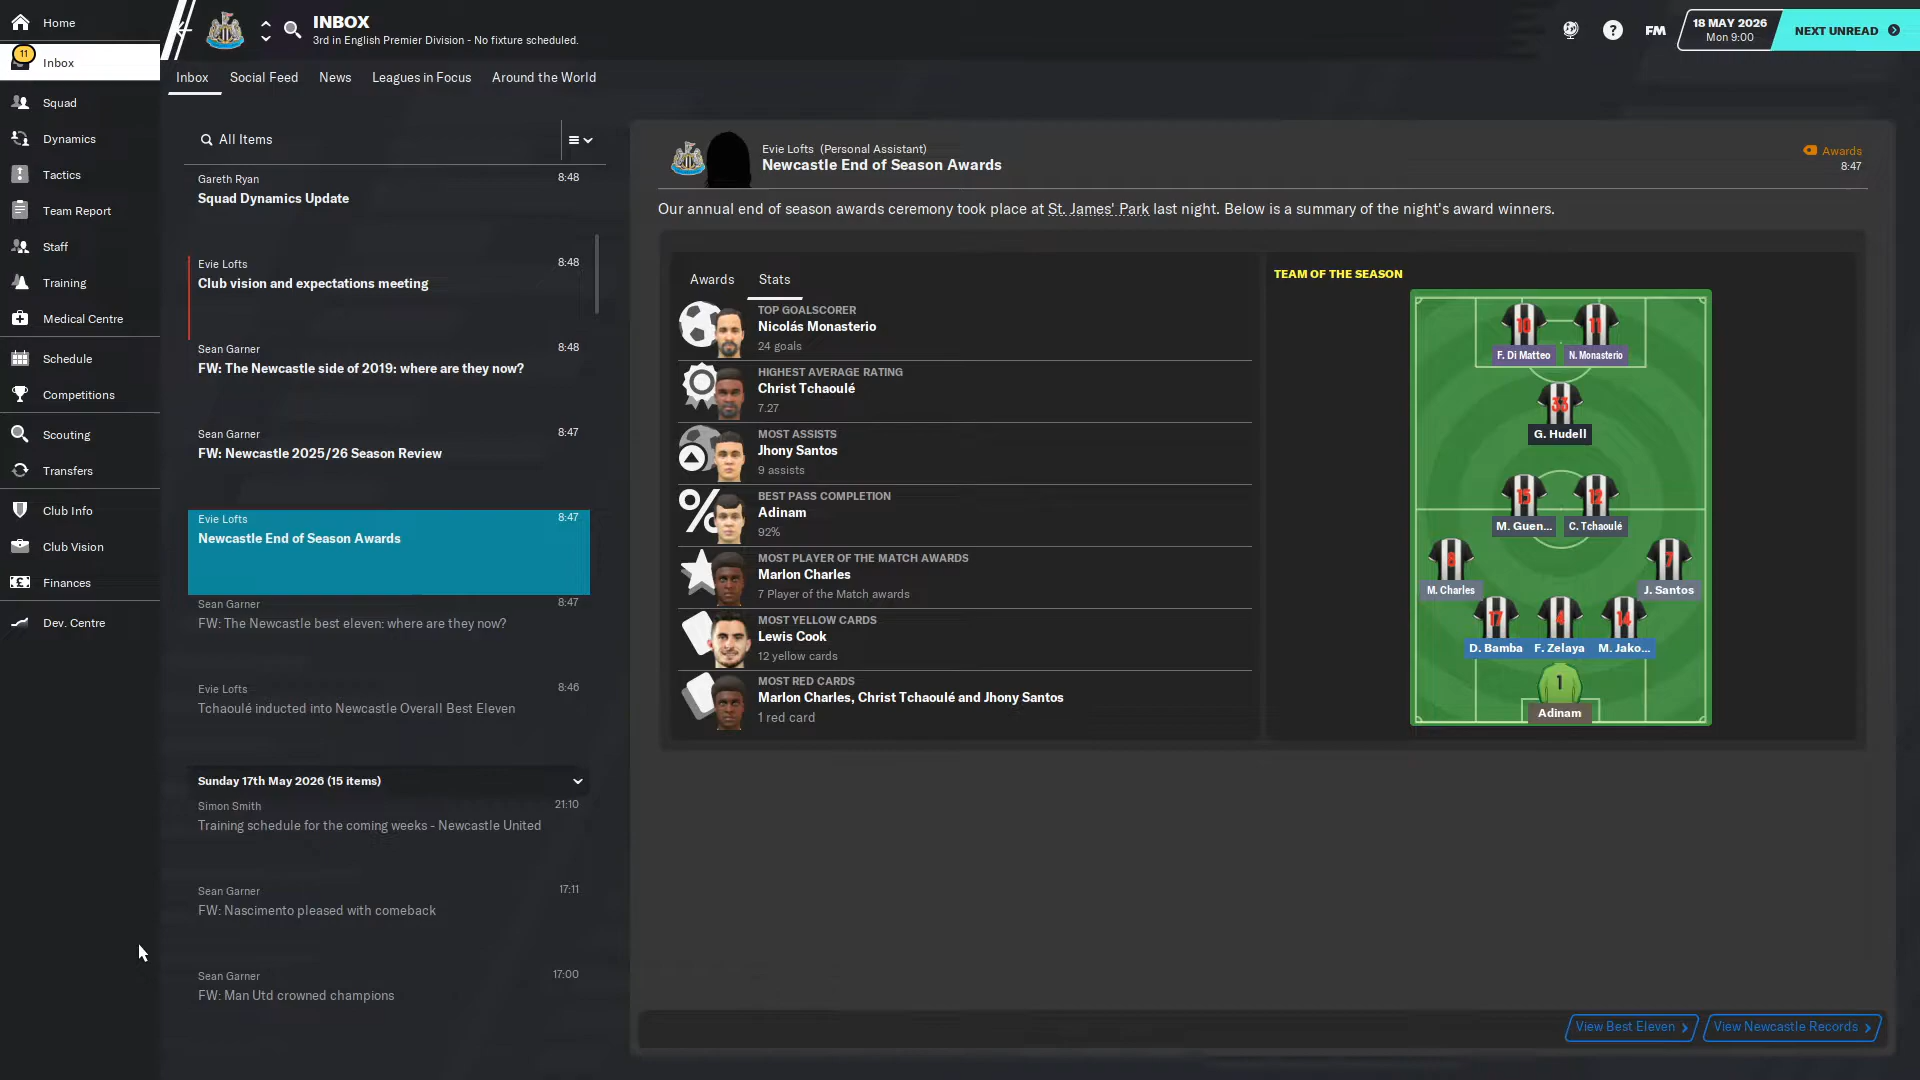 Home
11
Inbox
Squad
Dynamics
Tactics
Team Report
Staff
Training
Medical Centre
Schedule
Competitions
Scouting
Transfers
Club Info
Club Vision
Finances
Dev. Centre
INBOX
3rd in English Premier Division - No fixture scheduled.
FM
18 MAY 2026
Mon 9:00
NEXT UNREAD
Inbox
Social Feed
News
Leagues in Focus
Around the World
All Items
Gareth Ryan 8:48
Squad Dynamics Update
Evie Lofts 8:48
Club vision and expectations meeting
Sean Garner 8:48
FW: The Newcastle side of 2019: where are they now?
Sean Garner 8:47
FW: Newcastle 2025/26 Season Review
Evie Lofts 8:47
Newcastle End of Season Awards
Sean Garner 8:47
FW: The Newcastle best eleven: where are they now?
Evie Lofts 8:46
Tchaoulé inducted into Newcastle Overall Best Eleven
Sunday 17th May 2026 (15 items)
Simon Smith 21:10
Training schedule for the coming weeks - Newcastle United
Sean Garner 17:11
FW: Nascimento pleased with comeback
Sean Garner 17:00
FW: Man Utd crowned champions
Evie Lofts (Personal Assistant)
Newcastle End of Season Awards
Awards
8:47
Our annual end of season awards ceremony took place at St. James' Park last night. Below is a summary of the night's award winners.
Awards
Stats
TOP GOALSCORER
Nicolás Monasterio
24 goals
HIGHEST AVERAGE RATING
Christ Tchaoulé
7.27
MOST ASSISTS
Jhony Santos
9 assists
BEST PASS COMPLETION
Adinam
92%
MOST PLAYER OF THE MATCH AWARDS
Marlon Charles
7 Player of the Match awards
MOST YELLOW CARDS
Lewis Cook
12 yellow cards
MOST RED CARDS
Marlon Charles, Christ Tchaoulé and Jhony Santos
1 red card
TEAM OF THE SEASON
10 11
F. Di Matteo N. Monasterio
33
G. Hudell
15 12
M. Guen... C. Tchaoulé
6 7
M. Charles J. Santos
17 4 14
D. Bamba F. Zelaya M. Jako...
1
Adinam
View Best Eleven
View Newcastle Records